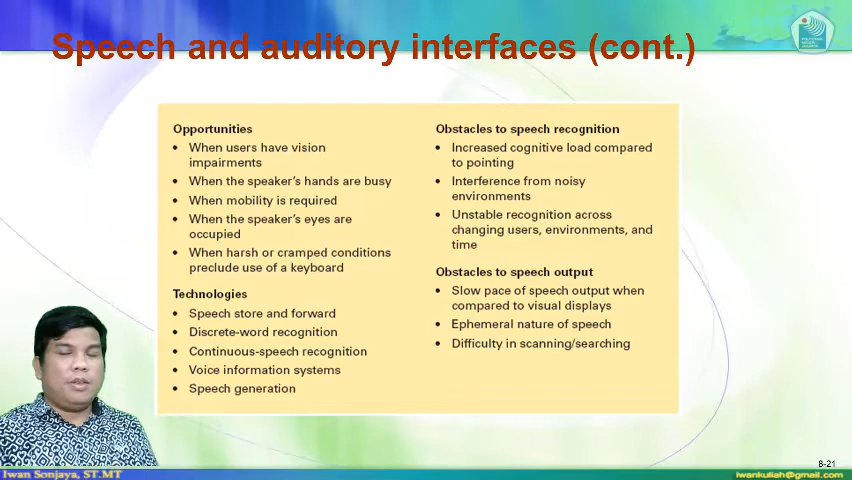 Speech and auditory interfaces (cont.)
Opportunities
• When users have vision
impairments
• When the speaker's hands are busy
• When mobility is required
• When the speaker's eyes are
occupied
• When harsh or cramped conditions
preclude use of a keyboard
Technologies
• Speech store and forward
• Discrete-word recognition
• Continuous-speech recognition
• Voice information systems
• Speech generation
Obstacles to speech recognition
• Increased cognitive load compared
to pointing
• Interference from noisy
environments
• Unstable recognition across
changing users, environments, and
time
Obstacles to speech output
• Slow pace of speech output when
compared to visual displays
• Ephemeral nature of speech
• Difficulty in scanning/searching
8-21
Iwan Sonjaya, ST.MT
iwankuliah@gmail.com